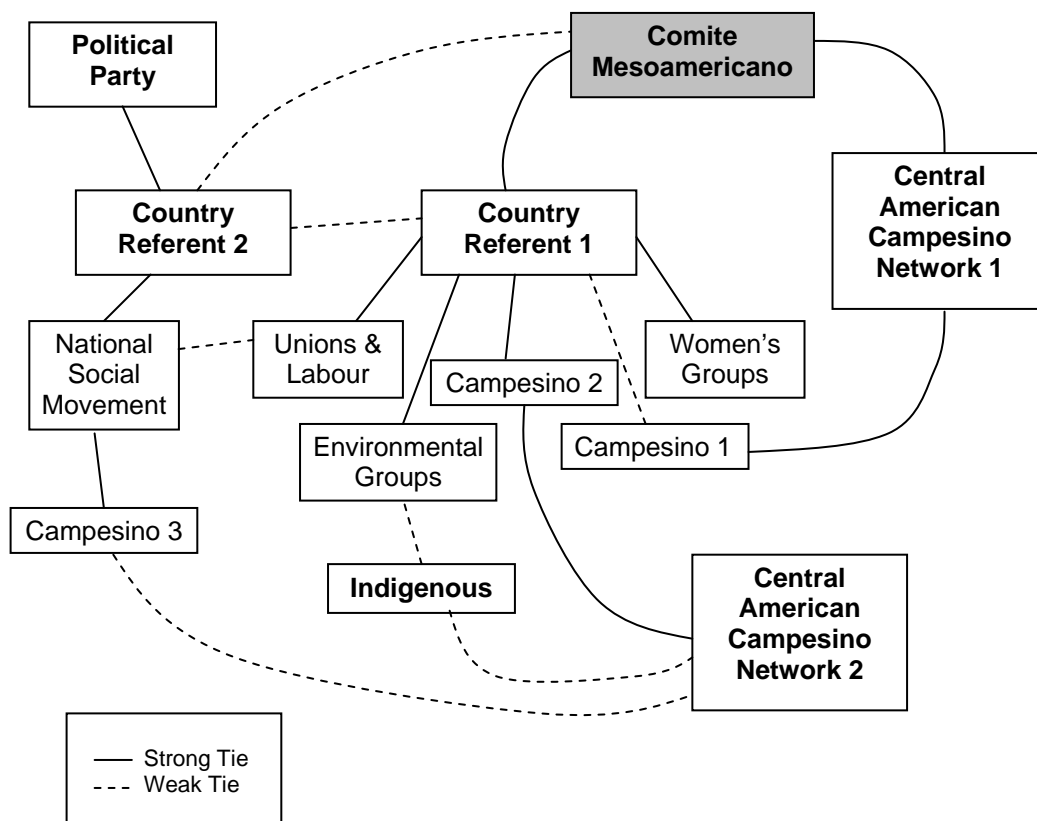 Political
Party
Comite
Mesoamericano
Country
Referent 2
Country
Referent 1
Central
American
Campesino
Network 1
National
Social
Movement
Unions &
Labour
Campesino 2
Women’s
Groups
Environmental
Groups
Campesino 1
Campesino 3
Indigenous
Central
American
Campesino
Network 2
Strong Tie
Weak Tie